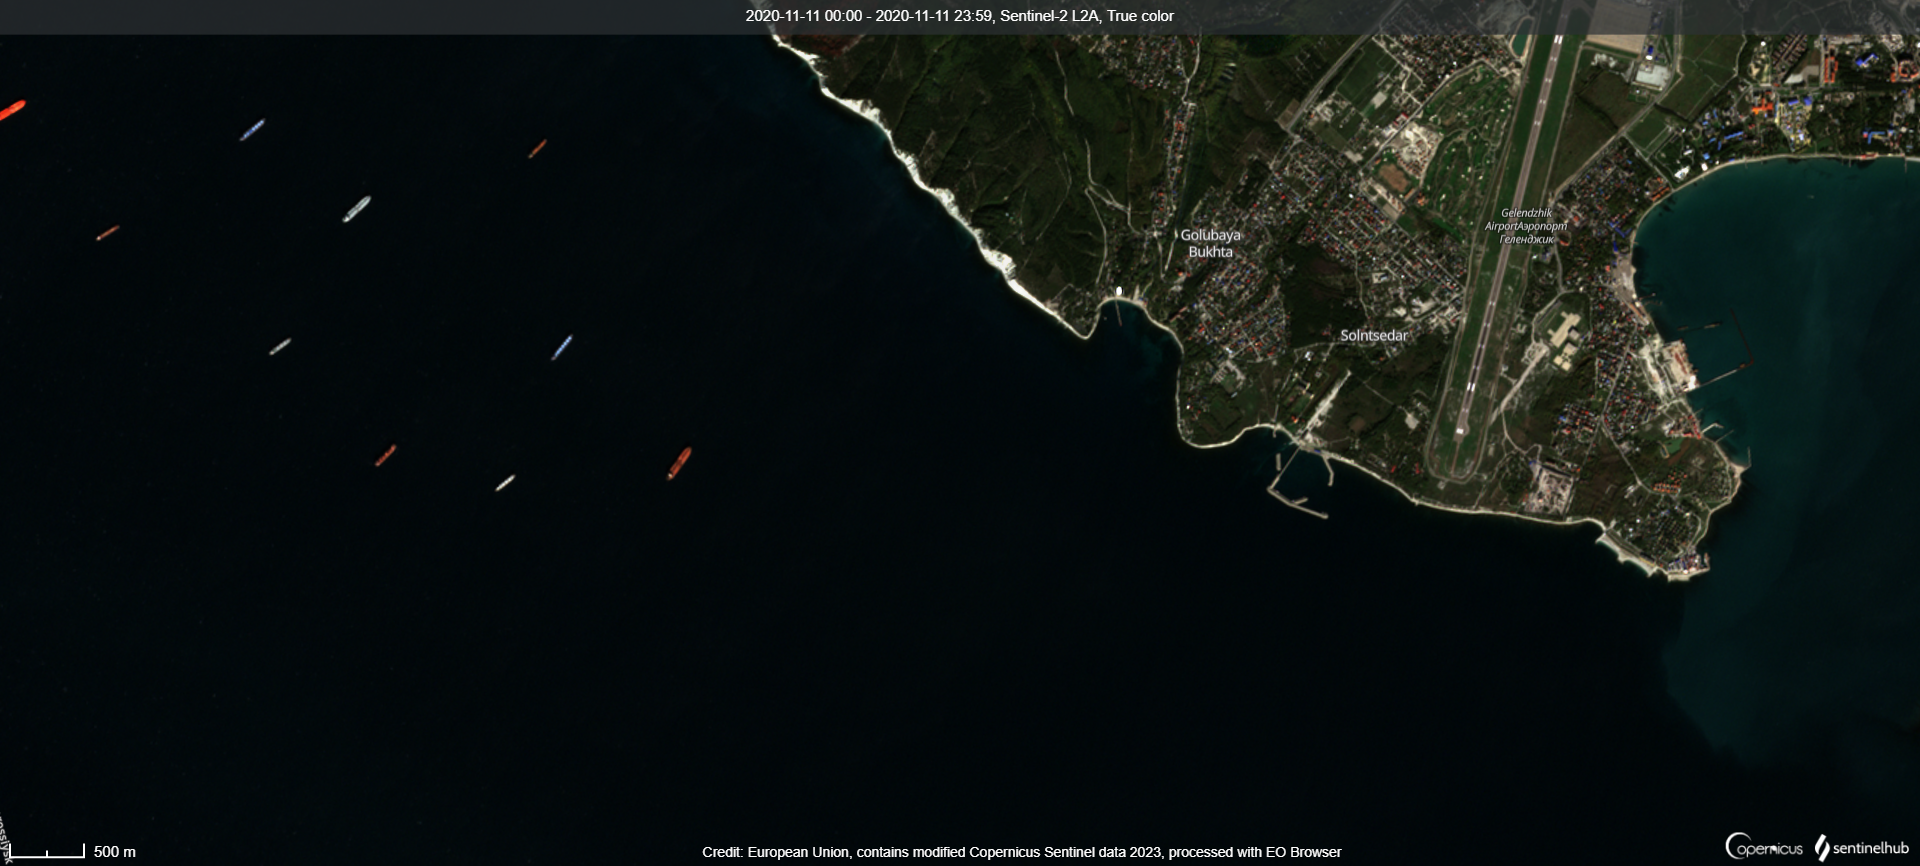 2020-11-11 00:00 - 2020-11-11 23:59, Sentinel-2 L2A, True color
Gelendzhik
AirportАэропорт
Геленджик
Golubaya
Bukhta
Solntsedar
500 m
Credit: European Union, contains modified Copernicus Sentinel data 2023, processed with EO Browser
Copernicus
sentinelhub